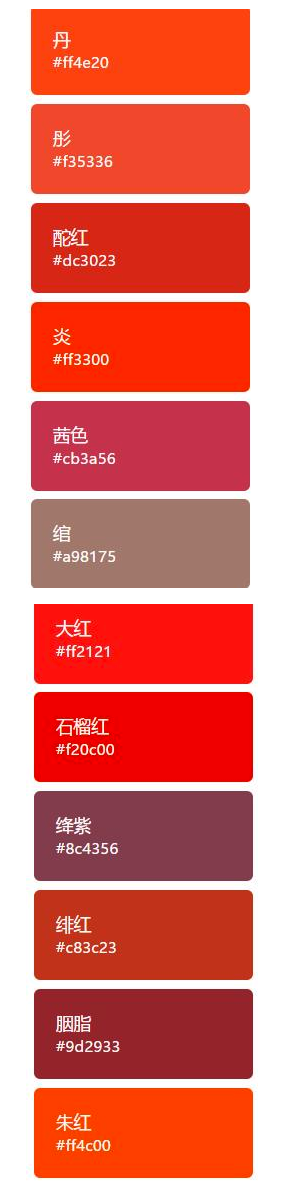 丹
#ff4e20
彤
#f35336
酡红
#dc3023
炎
#ff3300
茜色
#cb3a56
绾
#a98175
大红
#ff2121
石榴红
#f20c00
绛紫
#8c4356
绯红
#c83c23
胭脂
#9d2933
朱红
#ff4c00